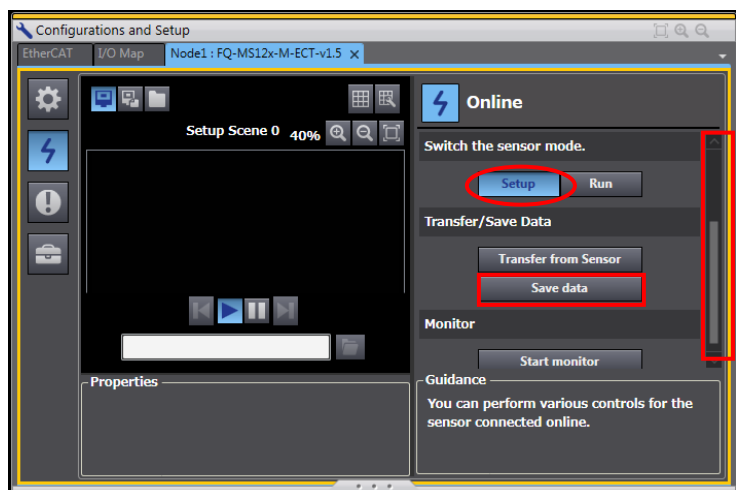 Configurations and Setup
EtherCAT I/O Map Node1 : FQ-MS12x-M-ECT-v1.5 x
Online
Setup Scene 0 40%
Switch the sensor mode.
Setup Run
Transfer/Save Data
Transfer from Sensor
Save data
Monitor
Start monitor
Properties
Guidance
You can perform various controls for the
sensor connected online.